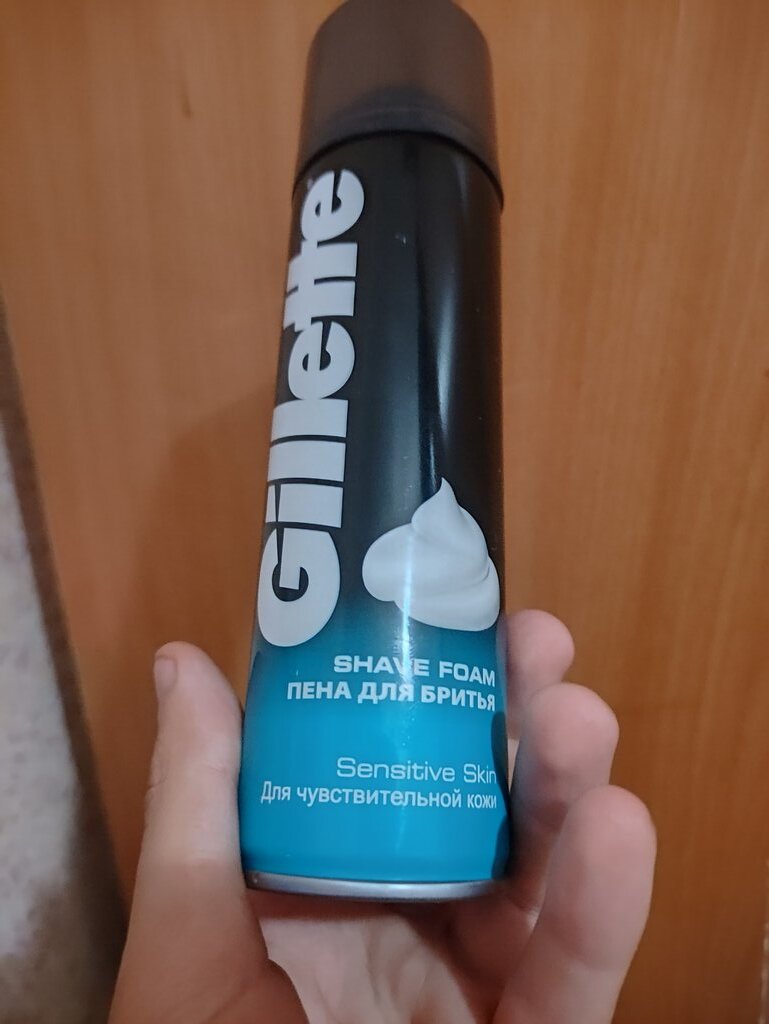 Gillette
SHAVE FOAM
ПЕНА ДЛЯ БРИТЬЯ
Sensitive Skin
Для чувствительной кожи